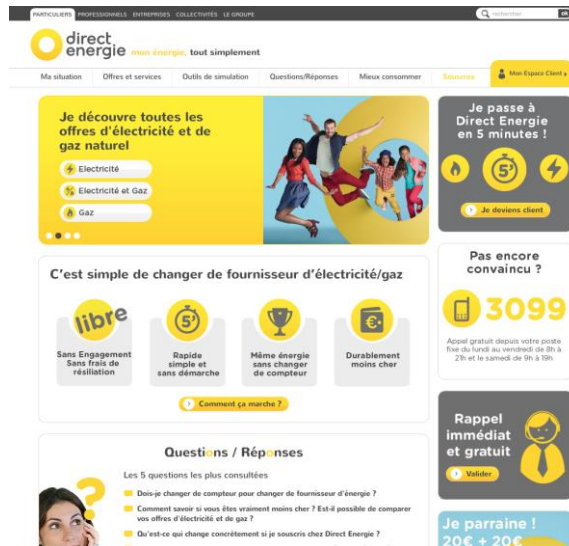 PARTICULIERS PROFESSIONNELS ENTREPRISES COLLECTIVITÉS LE GROUPE
rechercher ok
direct
energie mon énergie, tout simplement
Ma situation Offres et services Outils de simulation Questions/Réponses Mieux consommer Souscrire Mon Espace Client
Je découvre toutes les
offres d'électricité et de
gaz naturel
Electricité
Electricité et Gaz
Gaz
Je passe à
Direct Energie
en 5 minutes !
5'
Je deviens client
C'est simple de changer de fournisseur d'électricité/gaz
libre
5'
€
Sans Engagement
Sans frais de
résiliation
Rapide
simple et
sans démarche
Même énergie
sans changer
de compteur
Durablement
moins cher
Comment ça marche ?
Pas encore
convaincu ?
3099
Appel gratuit depuis votre poste
fixe du lundi au vendredi de 8h à
21h et le samedi de 9h à 19h
Rappel
immédiat
et gratuit
Valider
Questions / Réponses
Les 5 questions les plus consultées
?
Dois-je changer de compteur pour changer de fournisseur d'énergie ?
Comment savoir si vous êtes vraiment moins cher ? Est-il possible de comparer
vos offres d'électricité et de gaz ?
Qu'est-ce qui change concrètement si je souscris chez Direct Energie ?
Je parraine !
20€ + 20€